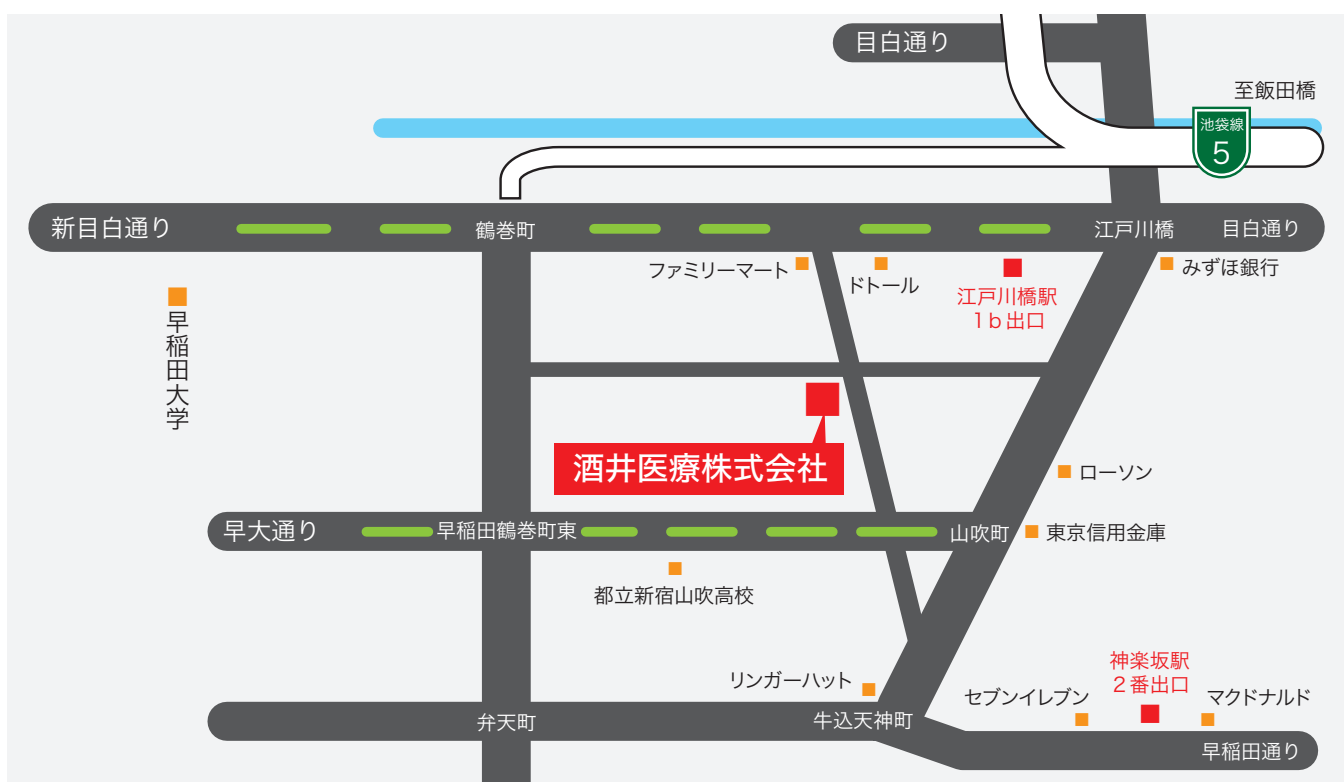 目白通り
至飯田橋
池袋線
5
新目白通り
鶴巻町
江戸川橋
目白通り
ファミリーマート
ドトール
江戸川橋駅
1b出口
みずほ銀行
早稲田大学
酒井医療株式会社
ローソン
早大通り
早稲田鶴巻町東
山吹町
東京信用金庫
都立新宿山吹高校
リンガーハット
神楽坂駅
2番出口
セブンイレブン
マクドナルド
弁天町
牛込天神町
早稲田通り